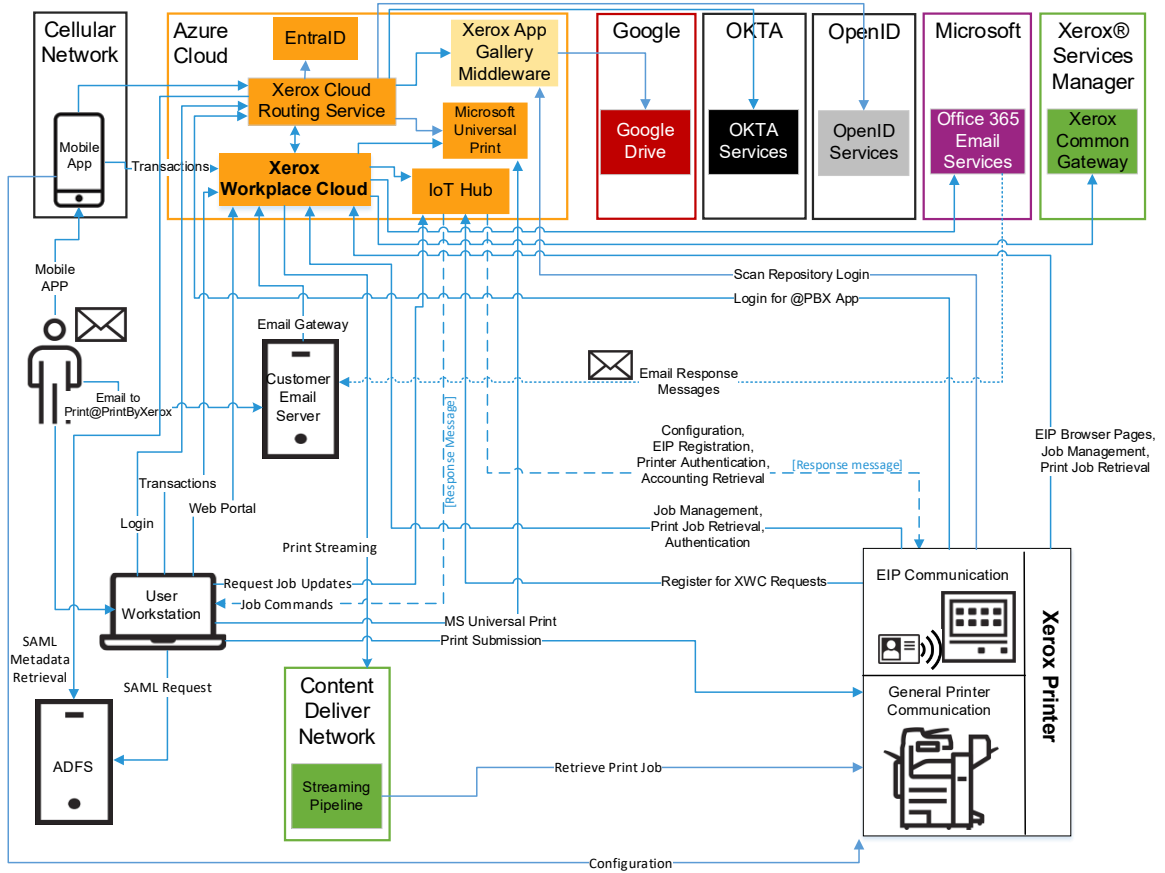 Cellular
Network
Azure
Cloud
EntraID
Xerox App
Gallery
Middleware
Google
OKTA
OpenID
Microsoft
Xerox®
Services
Manager
Xerox Cloud
Routing Service
Microsoft
Universal
Print
Google
Drive
OKTA
Services
OpenID
Services
Office 365
Email
Services
Xerox
Common
Gateway
Mobile
App
Transactions
Xerox
Workplace Cloud
IoT Hub
Mobile
APP
Scan Repository Login
Login for @PBX App
Email Gateway
Customer
Email
Server
Email Response
Messages
Email to
Print@PrintByXerox
[Response Message]
Configuration,
EIP Registration,
Printer Authentication,
Accounting Retrieval
[Response message]
EIP Browser Pages,
Job Management,
Print Job Retrieval
Transactions
Web Portal
Login
Job Management,
Print Job Retrieval,
Authentication
Print Streaming
Request Job Updates
Register for XWC Requests
EIP Communication
User
Workstation
Job Commands
MS Universal Print
Print Submission
Xerox Printer
SAML
Metadata
Retrieval
SAML Request
Content
Deliver
Network
General Printer
Communication
ADFS
Streaming
Pipeline
Retrieve Print Job
Configuration